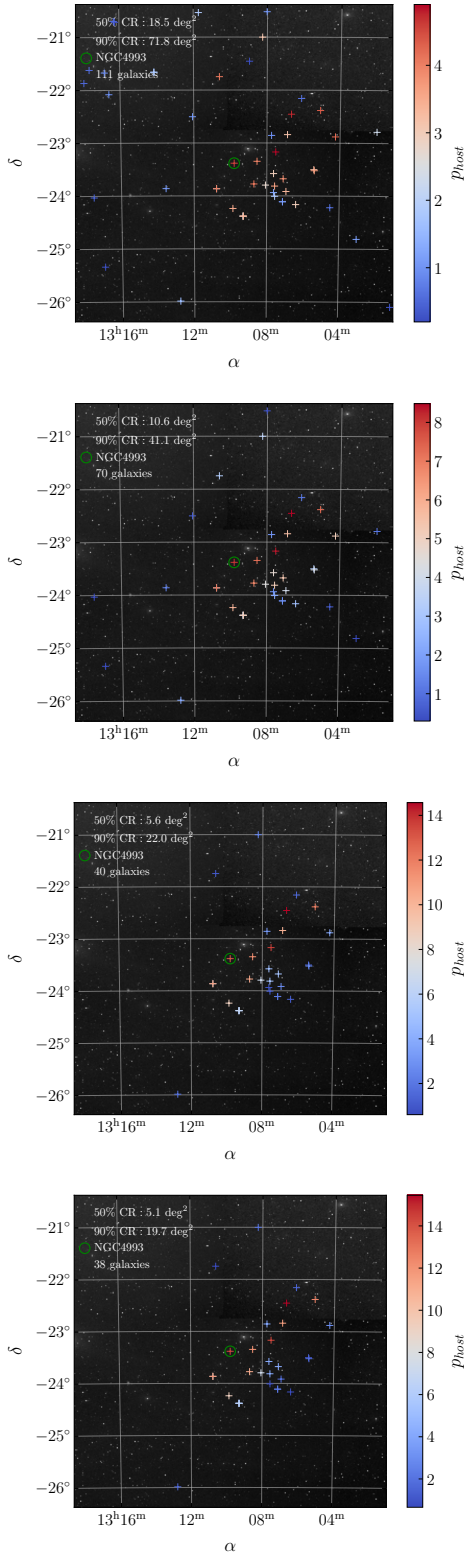 50% CR : 18.5 deg²
90% CR : 71.8 deg²
NGC4993
111 galaxies
−21°
−22°
−23°
−24°
−25°
−26°
δ
13ʰ16ᵐ 12ᵐ 08ᵐ 04ᵐ
α
4
3
2
1
p_host
50% CR : 10.6 deg²
90% CR : 41.1 deg²
NGC4993
70 galaxies
−21°
−22°
−23°
−24°
−25°
−26°
δ
13ʰ16ᵐ 12ᵐ 08ᵐ 04ᵐ
α
8
7
6
5
4
3
2
1
p_host
50% CR : 5.6 deg²
90% CR : 22.0 deg²
NGC4993
40 galaxies
−21°
−22°
−23°
−24°
−25°
−26°
δ
13ʰ16ᵐ 12ᵐ 08ᵐ 04ᵐ
α
14
12
10
8
6
4
2
p_host
50% CR : 5.1 deg²
90% CR : 19.7 deg²
NGC4993
38 galaxies
−21°
−22°
−23°
−24°
−25°
−26°
δ
13ʰ16ᵐ 12ᵐ 08ᵐ 04ᵐ
α
14
12
10
8
6
4
2
p_host